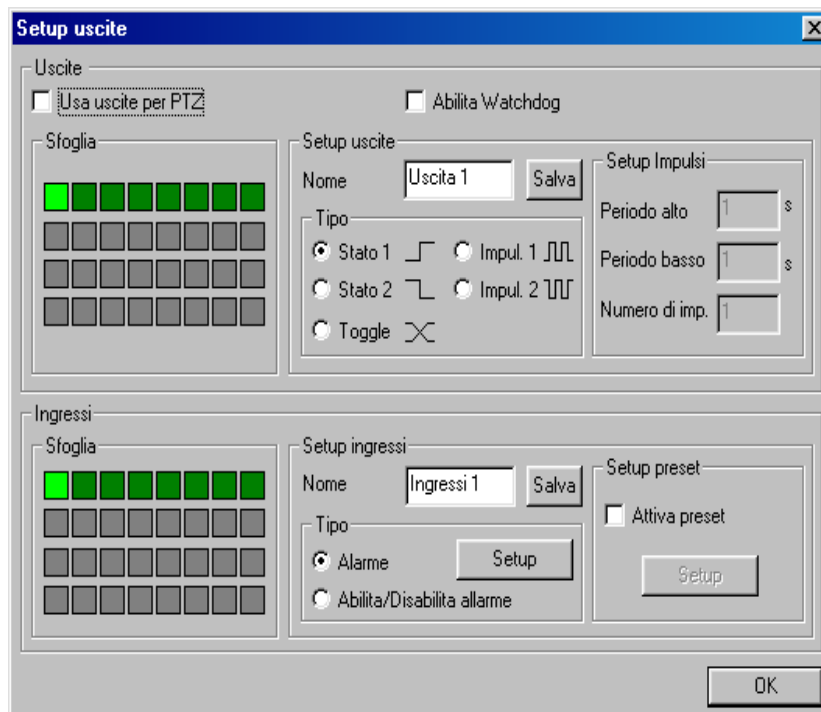 Setup uscite
Uscite
Usa uscite per PTZ
Abilita Watchdog
Sfoglia
Setup uscite
Nome
Uscita 1
Salva
Tipo
Stato 1
Impul. 1
Stato 2
Impul. 2
Toggle
Setup Impulsi
Periodo alto
1
s
Periodo basso
1
s
Numero di imp.
1
Ingressi
Sfoglia
Setup ingressi
Nome
Ingressi 1
Salva
Tipo
Alarme
Setup
Abilita/Disabilita allarme
Setup preset
Attiva preset
Setup
OK